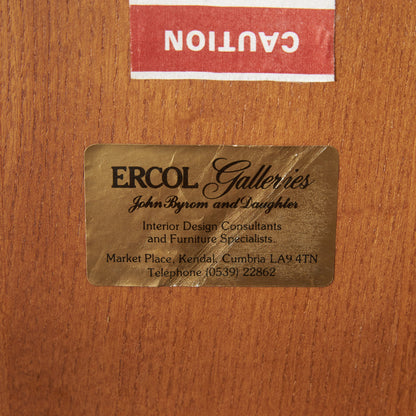 CAUTION
ERCOL Galleries
John Byrom and Daughter
Interior Design Consultants
and Furniture Specialists.
Market Place, Kendal, Cumbria LA9 4TN
Telephone (0539) 22862